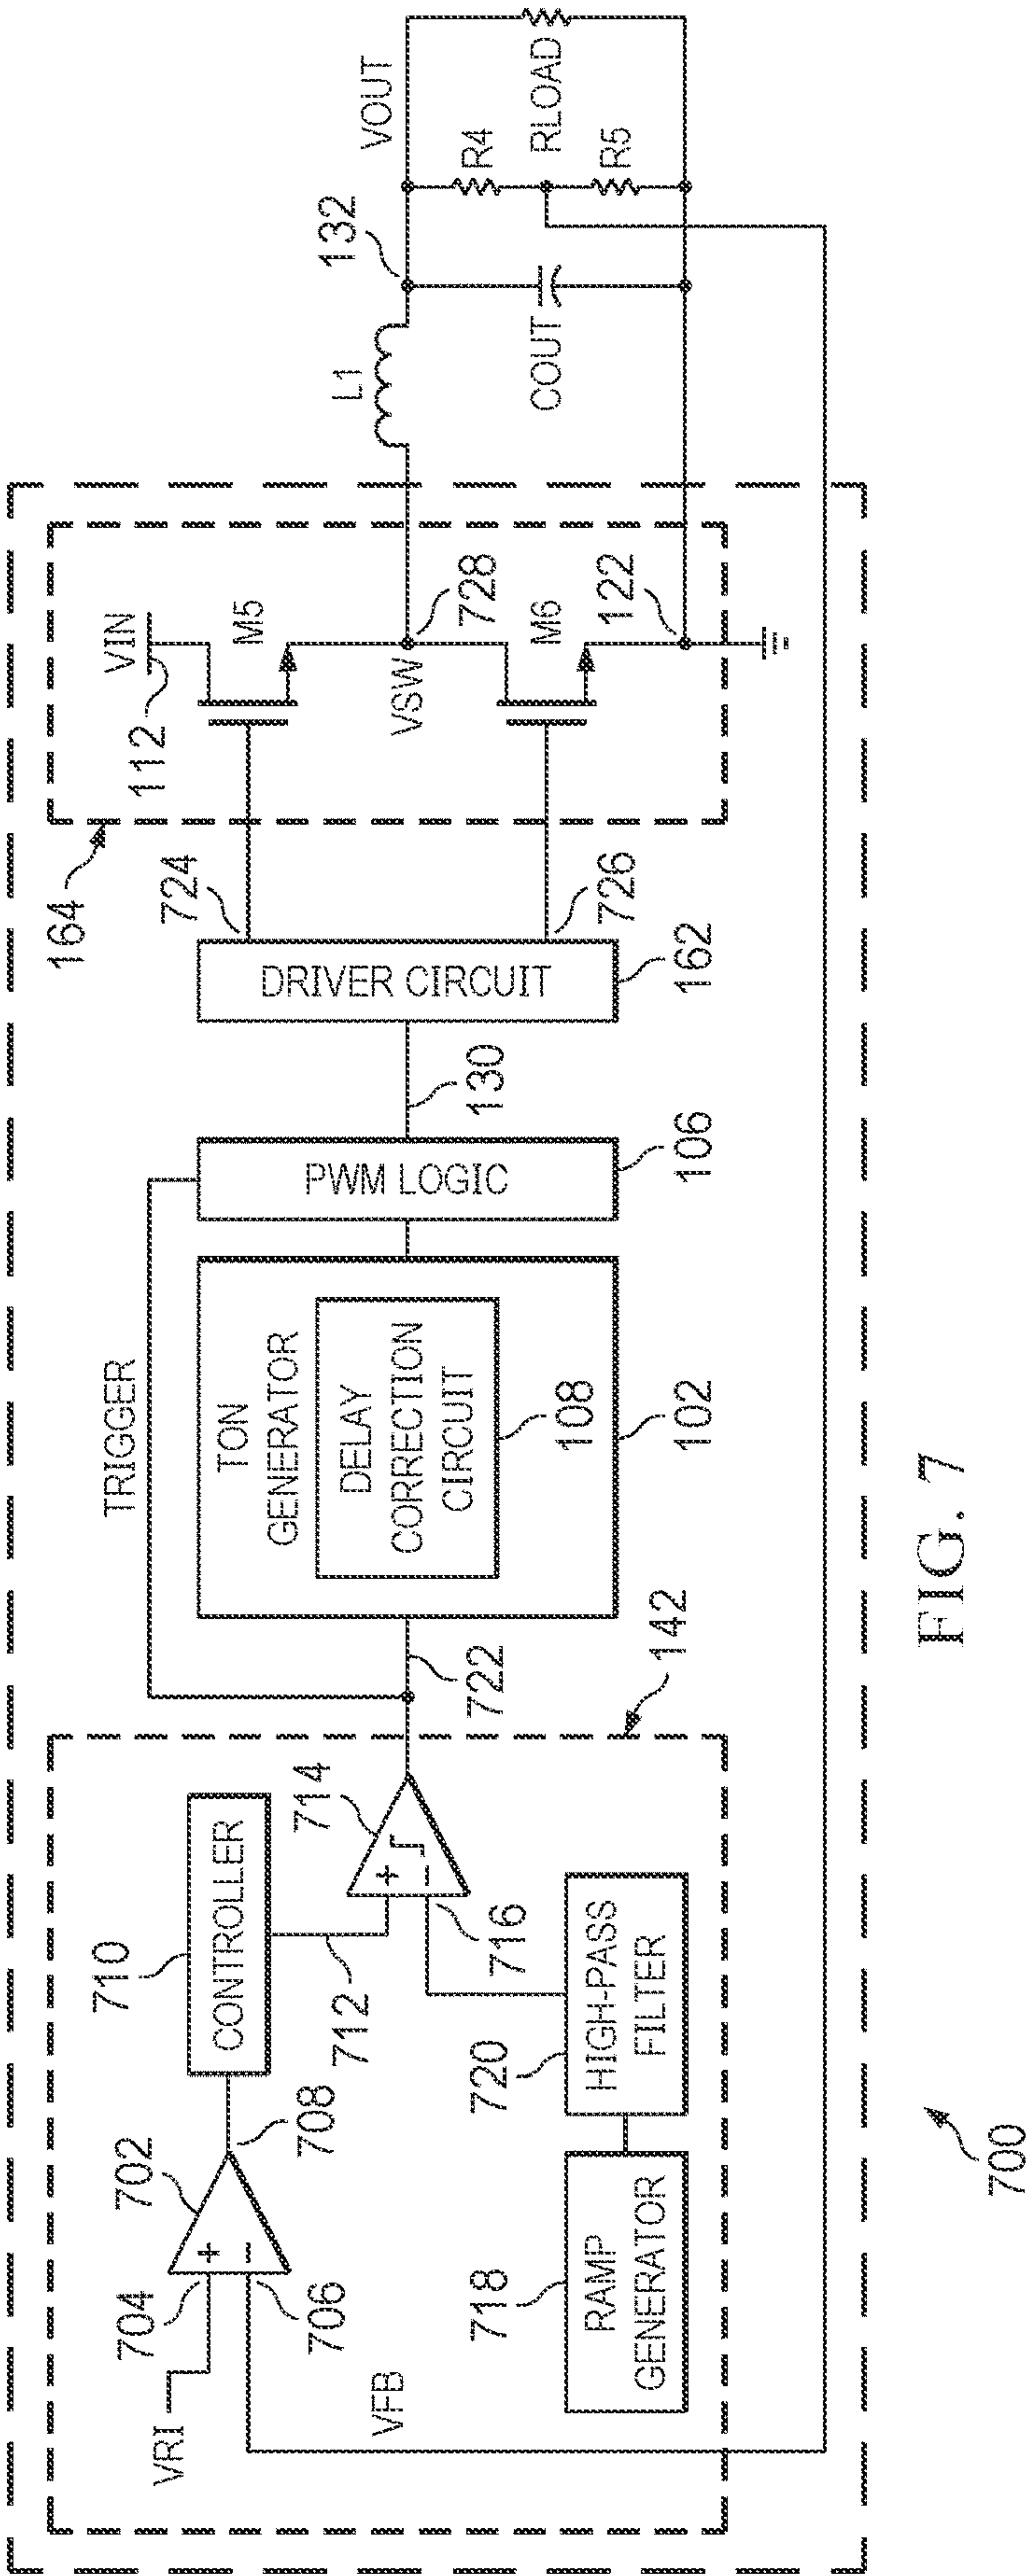 164
VIN
112
M5
VSW
728
M6
122
L1
132
VOUT
COUT
R4
RLOAD
R5
724
726
DRIVER CIRCUIT
162
130
PWM LOGIC
106
TRIGGER
TON
GENERATOR
DELAY
CORRECTION
CIRCUIT
108
102
722
142
714
716
710
CONTROLLER
712
702
704
706
708
VRI
VFB
+
−
+
−
720
HIGH-PASS
FILTER
718
RAMP
GENERATOR
700
FIG. 7